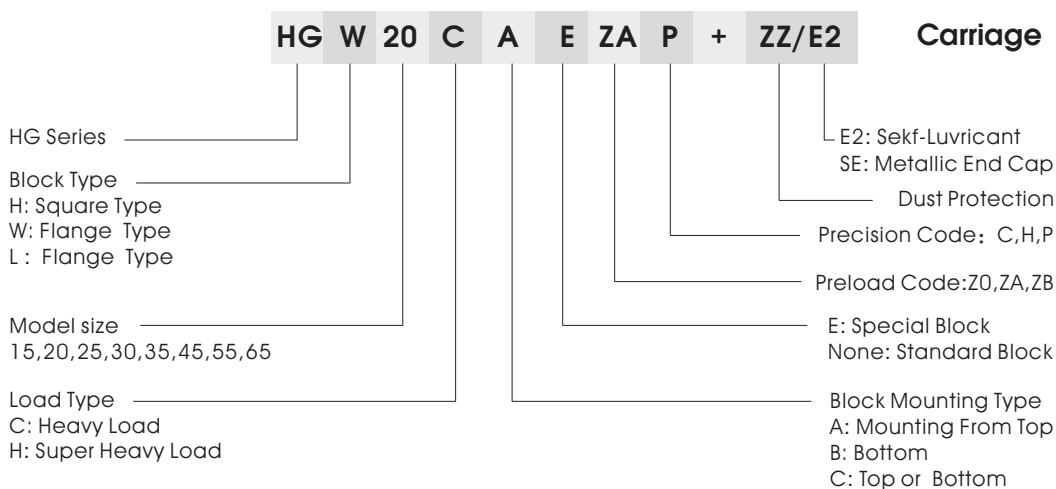 HG W 20 C A E ZA P + ZZ/E2 Carriage
HG Series
Block Type
H: Square Type
W: Flange Type
L : Flange Type
Model size
15,20,25,30,35,45,55,65
Load Type
C: Heavy Load
H: Super Heavy Load
E2: Sekf-Luvricant
SE: Metallic End Cap
Dust Protection
Precision Code：C,H,P
Preload Code:Z0,ZA,ZB
E: Special Block
None: Standard Block
Block Mounting Type
A: Mounting From Top
B: Bottom
C: Top or Bottom